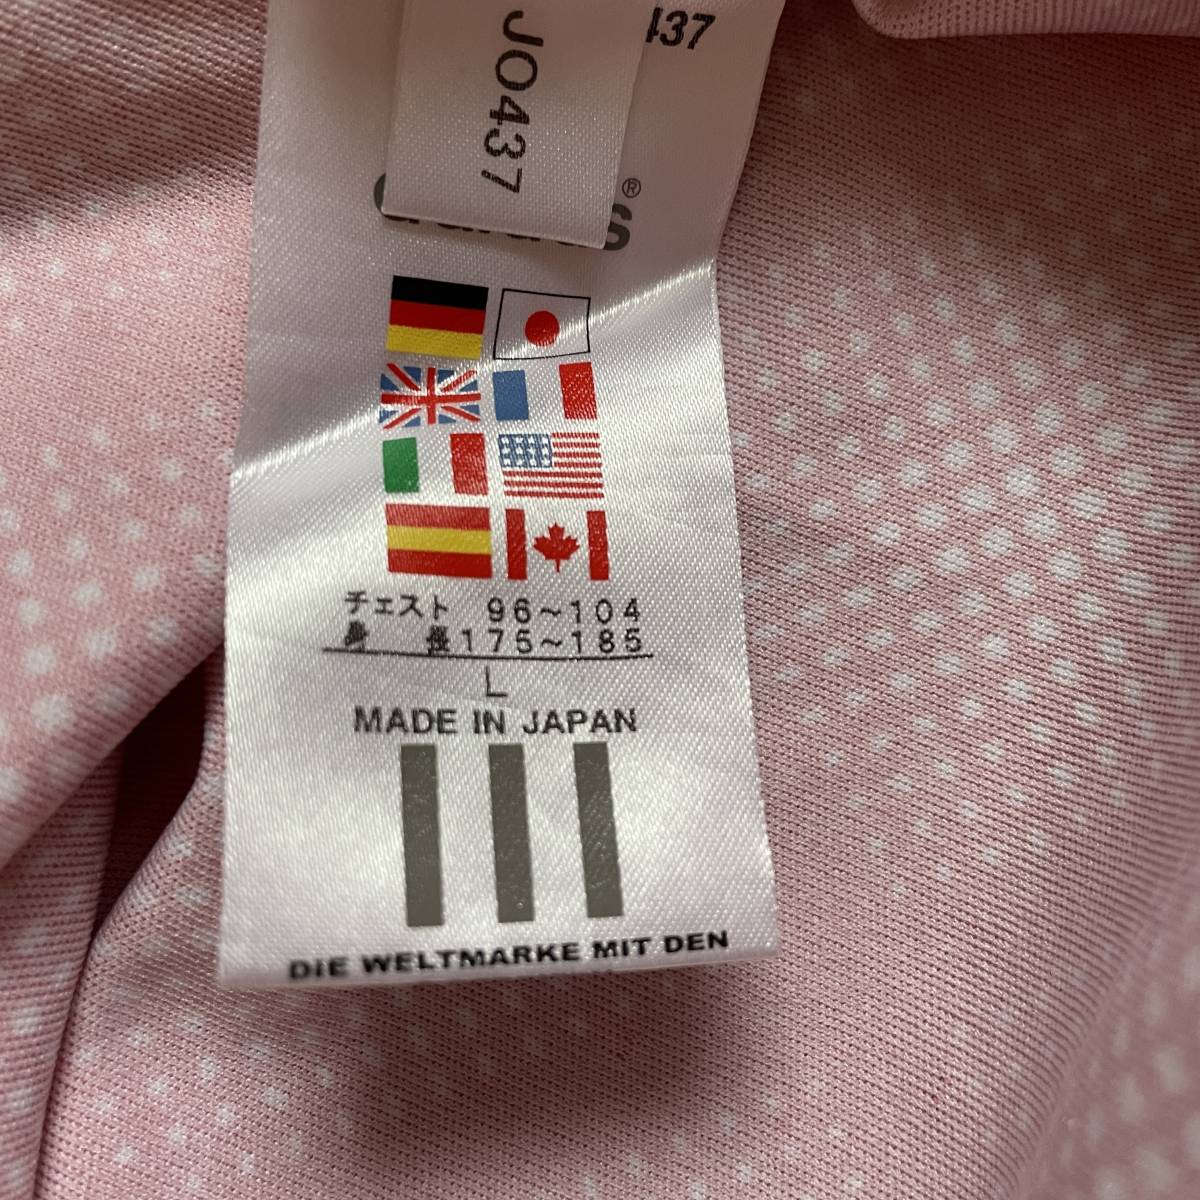 JO437
437
®
チェスト 96～104
身 長175～185
L
MADE IN JAPAN
DIE WELTMARKE MIT DEN